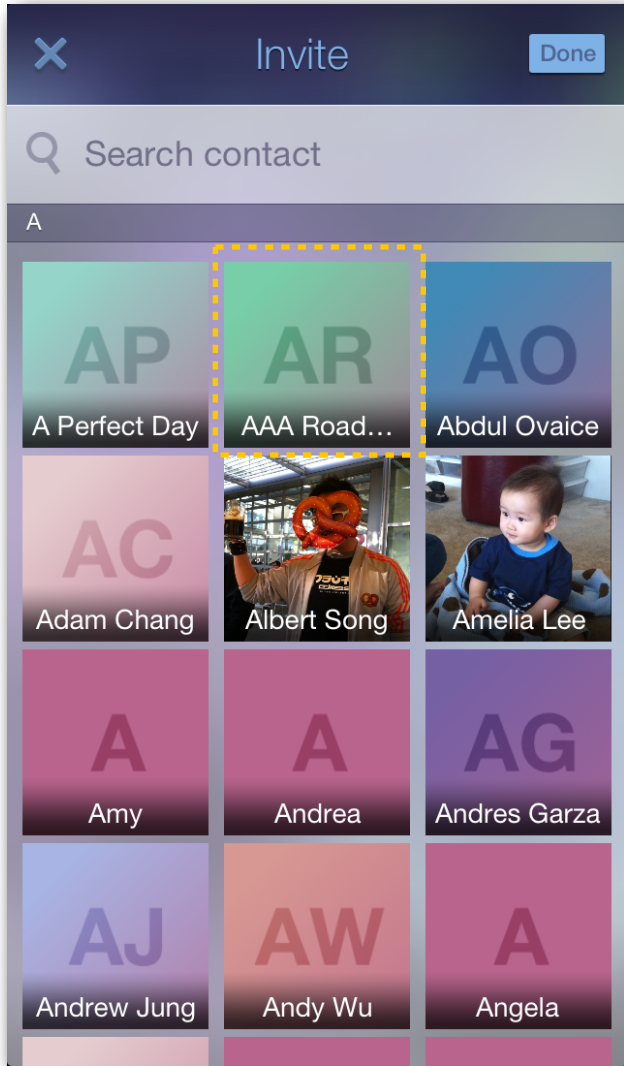 Invite
Done
Search contact
A
AP
A Perfect Day
AR
AAA Road...
AO
Abdul Ovaice
AC
Adam Chang
Albert Song
Amelia Lee
A
Amy
A
Andrea
AG
Andres Garza
AJ
Andrew Jung
AW
Andy Wu
A
Angela